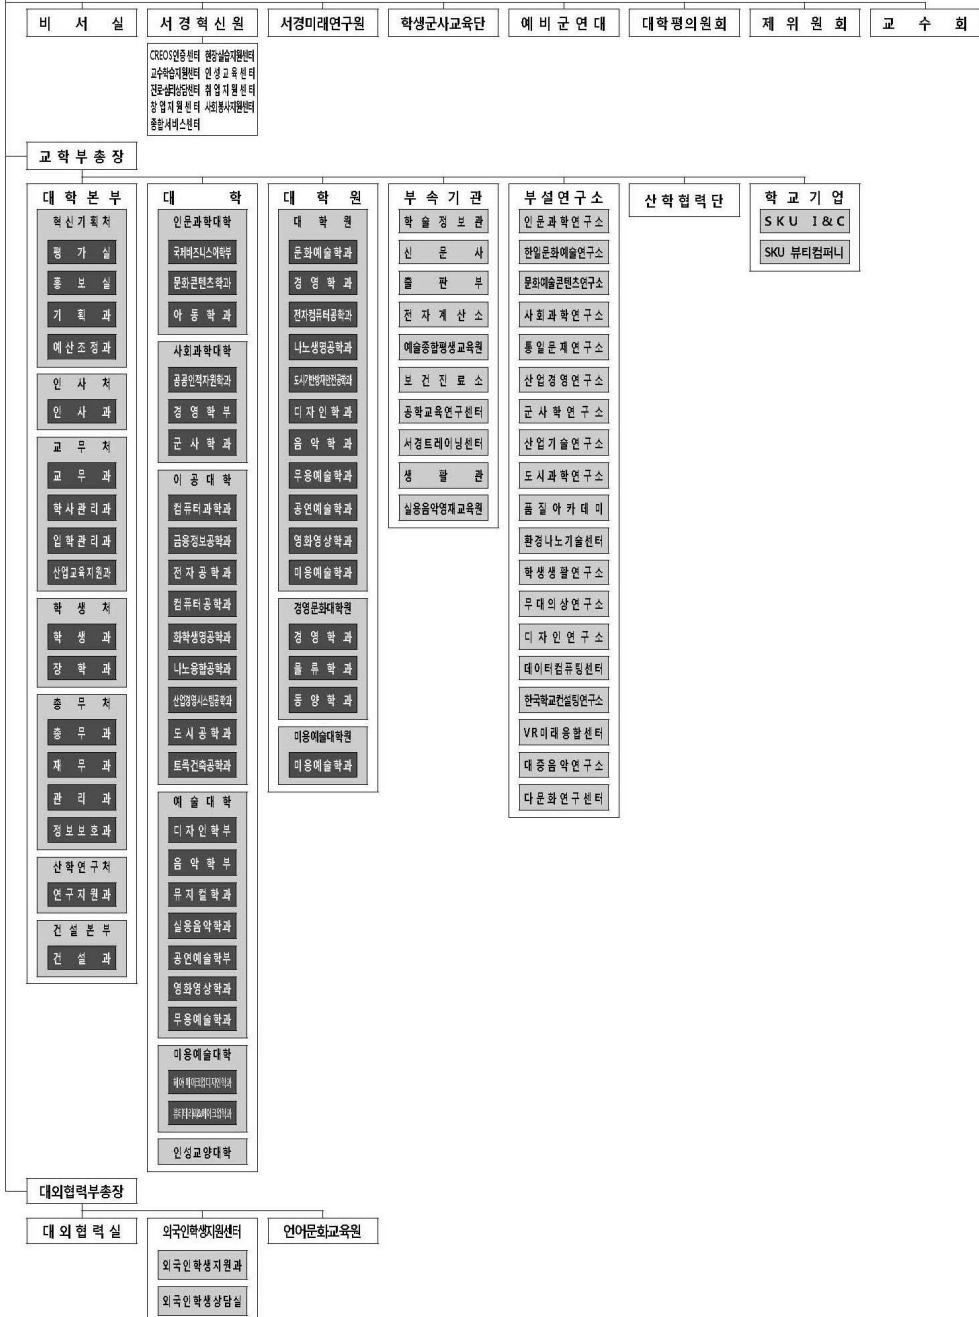 비서실
서경혁신원
서경미래연구원
학생군사교육단
예비군연대
대학평의원회
제위원회
교수회
CREOS인증센터 현장실습지원센터
교수학습지원센터 인성교육센터
진로·심리상담센터 취업지원센터
창업지원센터 사회봉사지원센터
종합서비스센터
교학부총장
대학본부
혁신기획처
평가실
홍보실
기획과
예산조정과
인사처
인사과
교무처
교무과
학사관리과
입학관리과
산업교육지원과
학생처
학생과
장학과
총무처
총무과
재무과
관리과
정보보호과
산학연구처
연구지원과
건설본부
건설과
대학
인문과학대학
국제비즈니스어학부
문화콘텐츠학과
아동학과
사회과학대학
공공인적자원학과
경영학부
군사학과
이공대학
컴퓨터과학과
금융정보공학과
전자공학과
컴퓨터공학과
화학생명공학과
나노융합공학과
산업경영시스템공학과
도시공학과
토목건축공학과
예술대학
디자인학부
음악학부
뮤지컬학과
실용음악학과
공연예술학부
영화영상학과
무용예술학과
미용예술대학
헤어메이크업디자인학과
뷰티테라피&메이크업학과
인성교양대학
대학원
대학원
문화예술학과
경영학과
전자컴퓨터공학과
나노생명공학과
도시기반방재안전공학과
디자인학과
음악학과
무용예술학과
공연예술학과
영화영상학과
미용예술학과
경영문화대학원
경영학과
물류학과
동양학과
미용예술대학원
미용예술학과
부속기관
학술정보관
신문사
출판부
전자계산소
예술종합평생교육원
보건진료소
공학교육연구센터
서경트레이닝센터
생활관
실용음악영재교육원
부설연구소
인문과학연구소
한일문화예술연구소
문화예술콘텐츠연구소
사회과학연구소
통일문제연구소
산업경영연구소
군사학연구소
산업기술연구소
도시과학연구소
품질아카데미
환경나노기술센터
학생생활연구소
무대의상연구소
디자인연구소
데이터컴퓨팅센터
한국학교컨설팅연구소
VR미래융합센터
대중음악연구소
다문화연구센터
산학협력단
학교기업
SKU I&C
SKU 뷰티컴퍼니
대외협력부총장
대외협력실
외국인학생지원센터
외국인학생지원과
외국인학생상담실
언어문화교육원